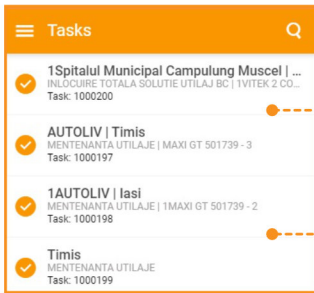 Tasks
1Spitalul Municipal Campulung Muscel | ...
INLOCUIRE TOTALA SOLUTIE UTILAJ BC | 1VITEK 2 CO...
Task: 1000200
AUTOLIV | Timis
MENTENANTA UTILAJE | MAXI GT 501739 - 3
Task: 1000197
1AUTOLIV | Iasi
MENTENANTA UTILAJE | 1MAXI GT 501739 - 2
Task: 1000198
Timis
MENTENANTA UTILAJE
Task: 1000199